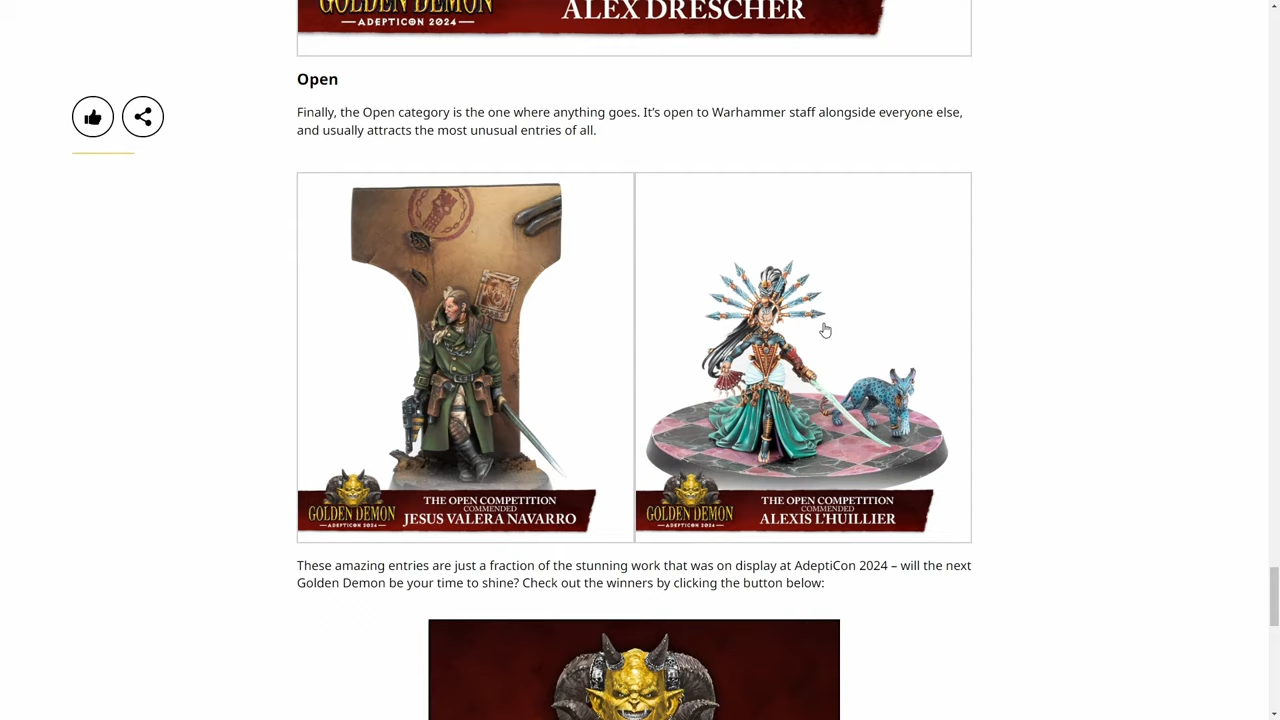 GOLDEN DEMON
ADEPTICON 2024
ALEX DRESCHER
Open
Finally, the Open category is the one where anything goes. It’s open to Warhammer staff alongside everyone else,
and usually attracts the most unusual entries of all.
GOLDEN DEMON
ADEPTICON 2024
THE OPEN COMPETITION
COMMENDED
JESUS VALERA NAVARRO
GOLDEN DEMON
ADEPTICON 2024
THE OPEN COMPETITION
COMMENDED
ALEXIS L'HUILLIER
These amazing entries are just a fraction of the stunning work that was on display at AdeptiCon 2024 – will the next
Golden Demon be your time to shine? Check out the winners by clicking the button below: